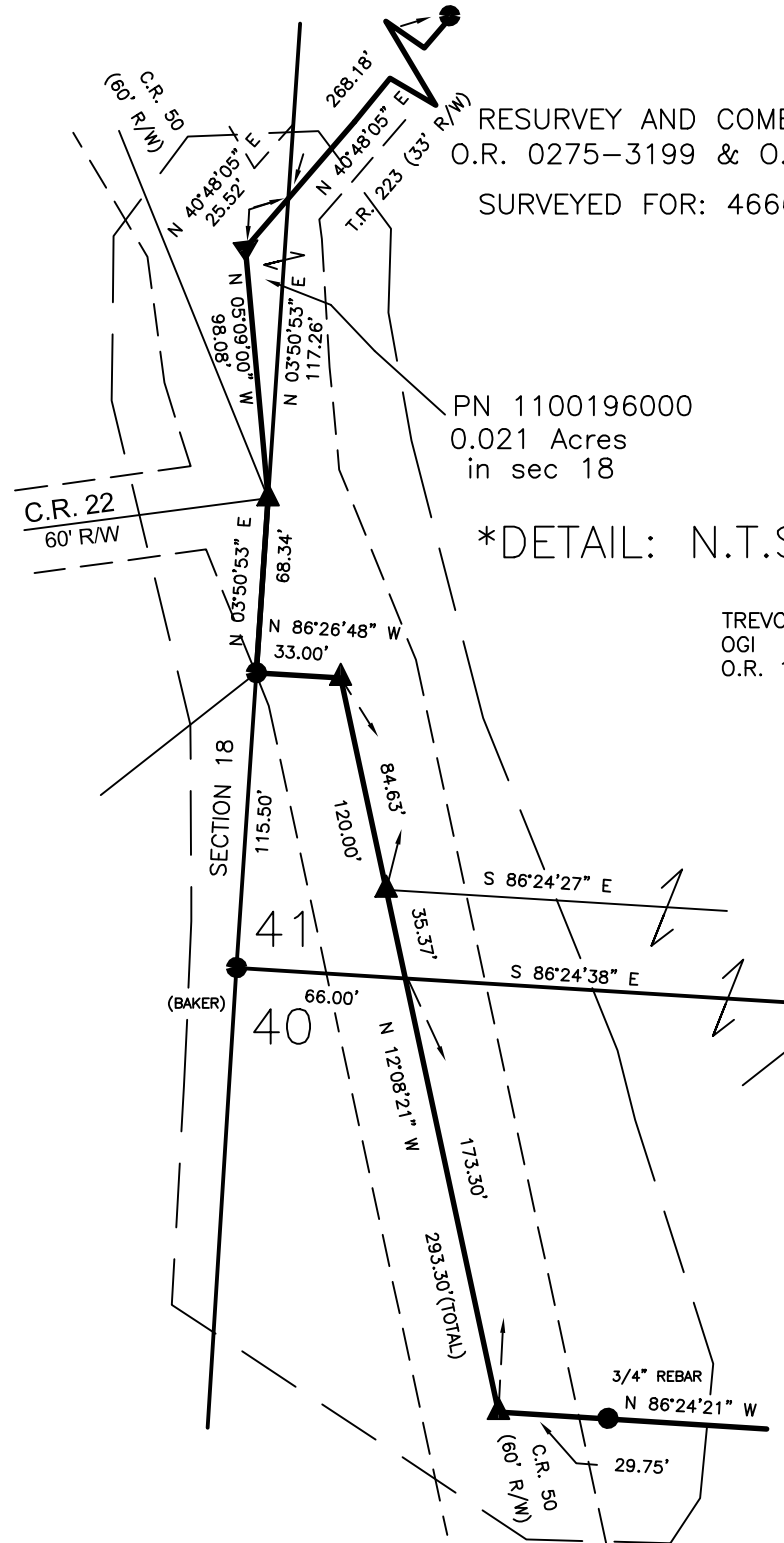 C.R. 50
(60' R/W)
268.18'
N 40°48'05" E
25.52'
N 40°48'05" E
T.R. 223 (33' R/W)
RESURVEY AND COMB
O.R. 0275-3199 & O.
SURVEYED FOR: 466
N 05°09'00" W
98.08'
N 03°50'53" E
117.26'
PN 1100196000
0.021 Acres
in sec 18
C.R. 22
60' R/W
*DETAIL: N.T.S
N 03°50'53" E
68.34'
TREVO
OGI
O.R. 1
N 86°26'48" W
33.00'
SECTION 18
115.50'
84.63'
120.00'
S 86°24'27" E
35.37'
41
S 86°24'38" E
66.00'
(BAKER)
40
N 12°08'21" W
173.30'
293.30'(TOTAL)
3/4" REBAR
N 86°24'21" W
C.R. 50
(60' R/W)
29.75'